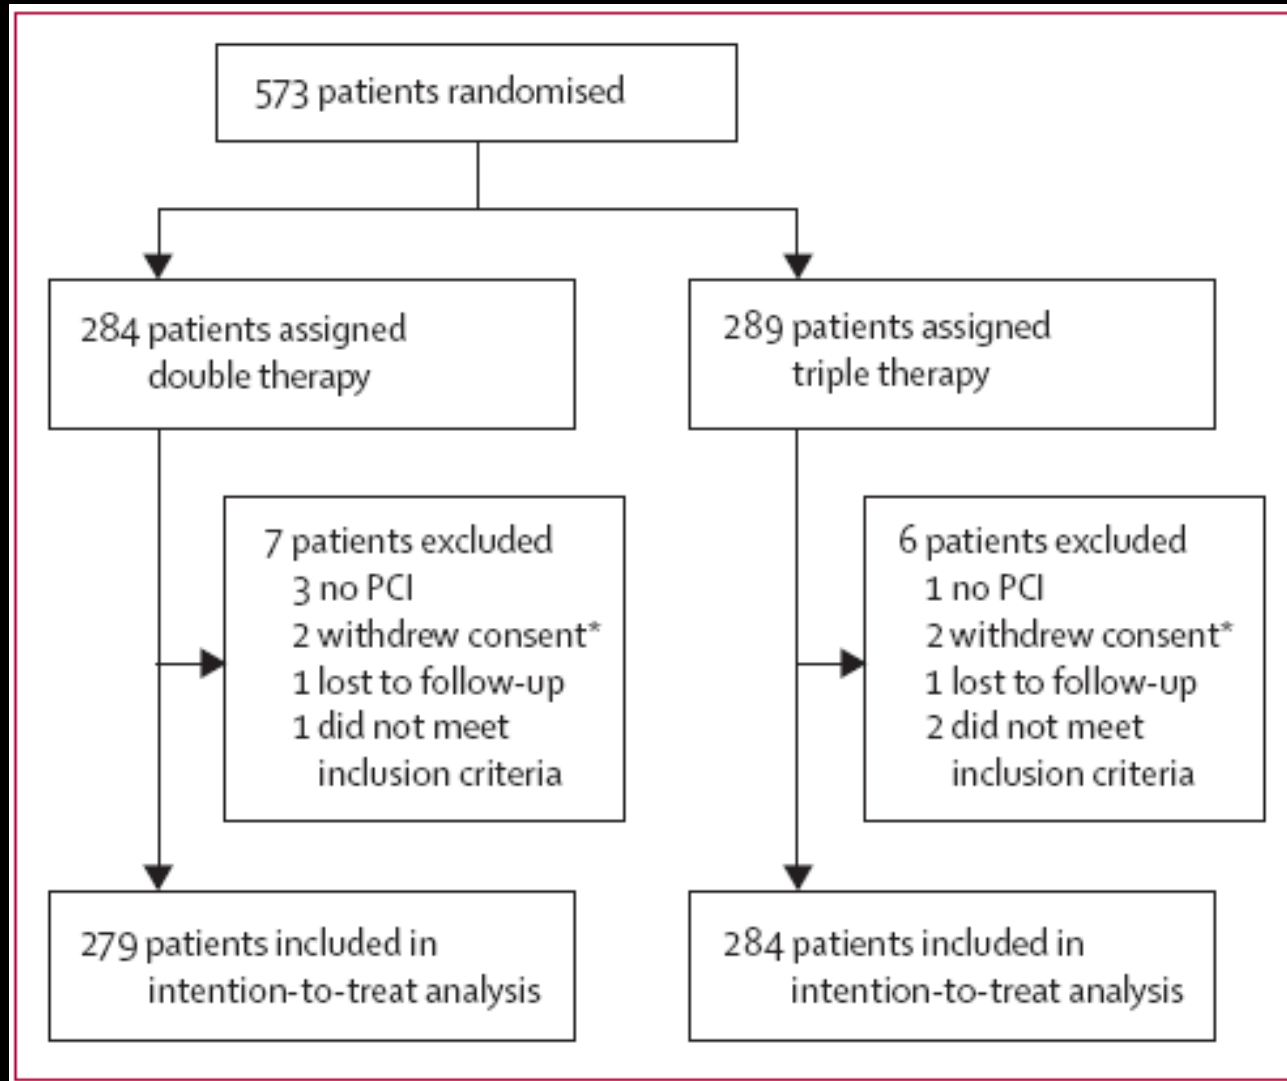 573 patients randomised
284 patients assigned
double therapy
289 patients assigned
triple therapy
7 patients excluded
3 no PCI
2 withdrew consent*
1 lost to follow-up
1 did not meet
inclusion criteria
6 patients excluded
1 no PCI
2 withdrew consent*
1 lost to follow-up
2 did not meet
inclusion criteria
279 patients included in
intention-to-treat analysis
284 patients included in
intention-to-treat analysis